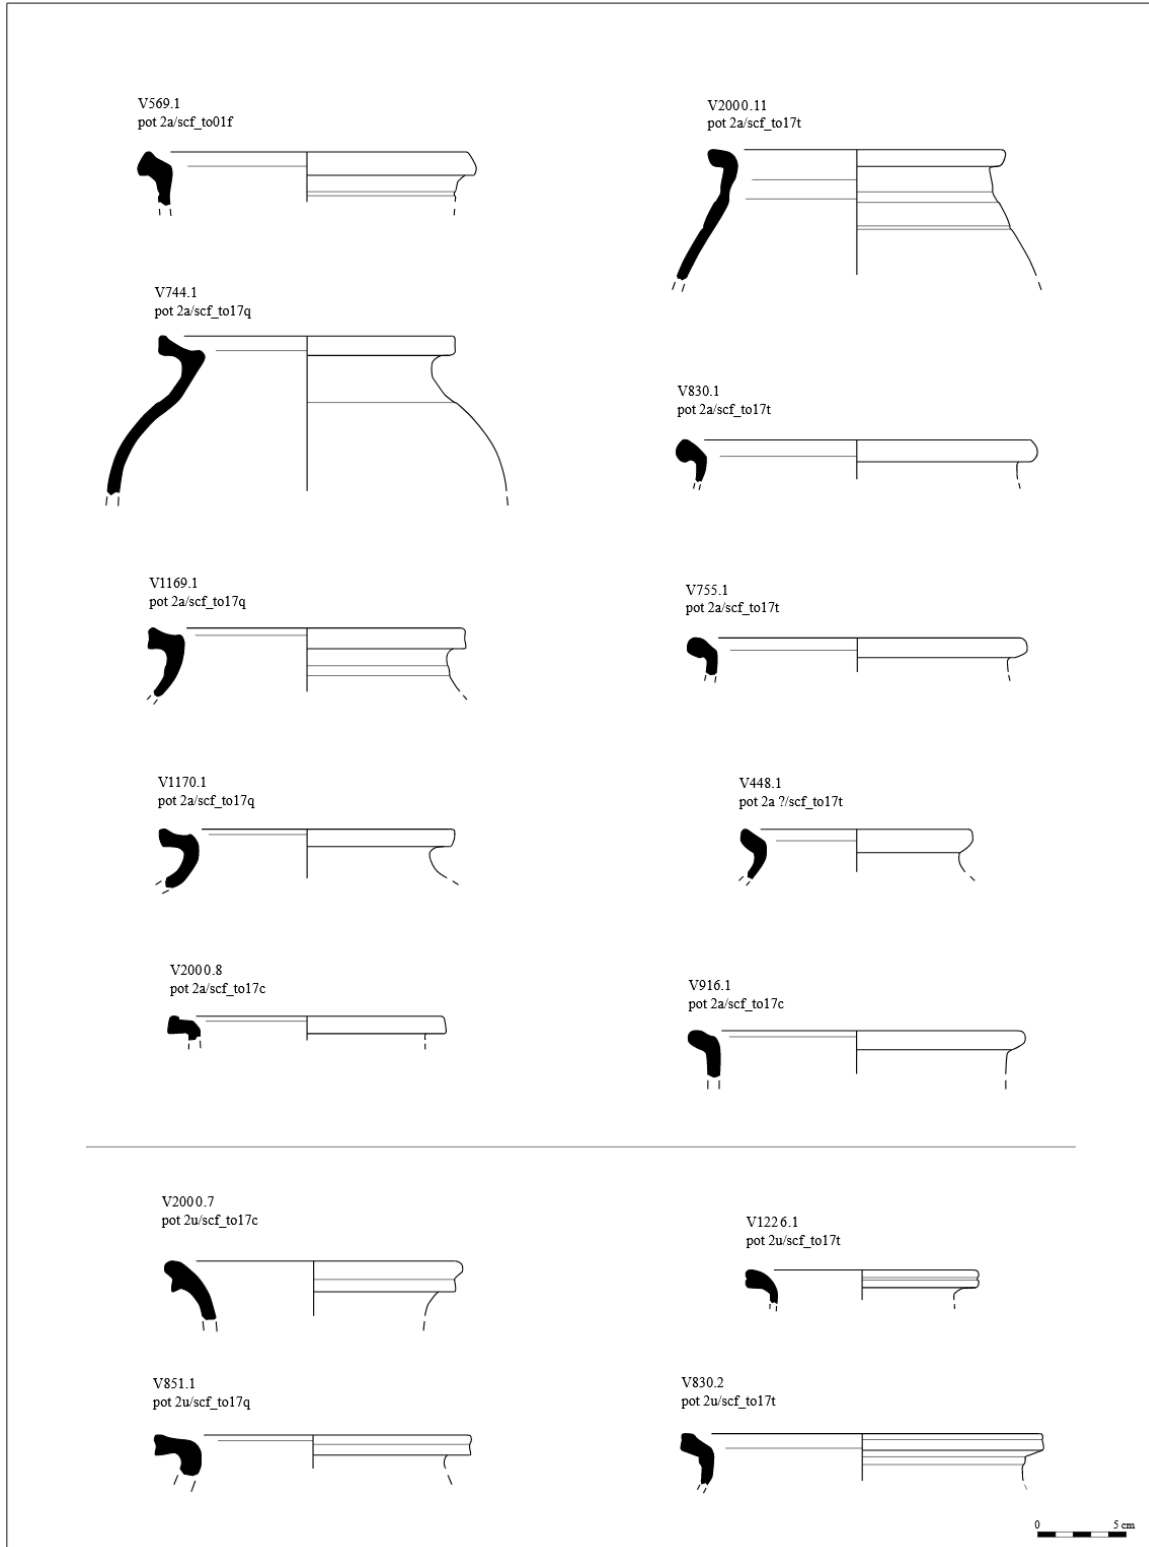 V569.1
pot 2a/scf_to01f
V2000.11
pot 2a/scf_to17t
V744.1
pot 2a/scf_to17q
V830.1
pot 2a/scf_to17t
V1169.1
pot 2a/scf_to17q
V755.1
pot 2a/scf_to17t
V1170.1
pot 2a/scf_to17q
V448.1
pot 2a ?/scf_to17t
V2000.8
pot 2a/scf_to17c
V916.1
pot 2a/scf_to17c
V2000.7
pot 2u/scf_to17c
V1226.1
pot 2u/scf_to17t
V851.1
pot 2u/scf_to17q
V830.2
pot 2u/scf_to17t
0 5 cm